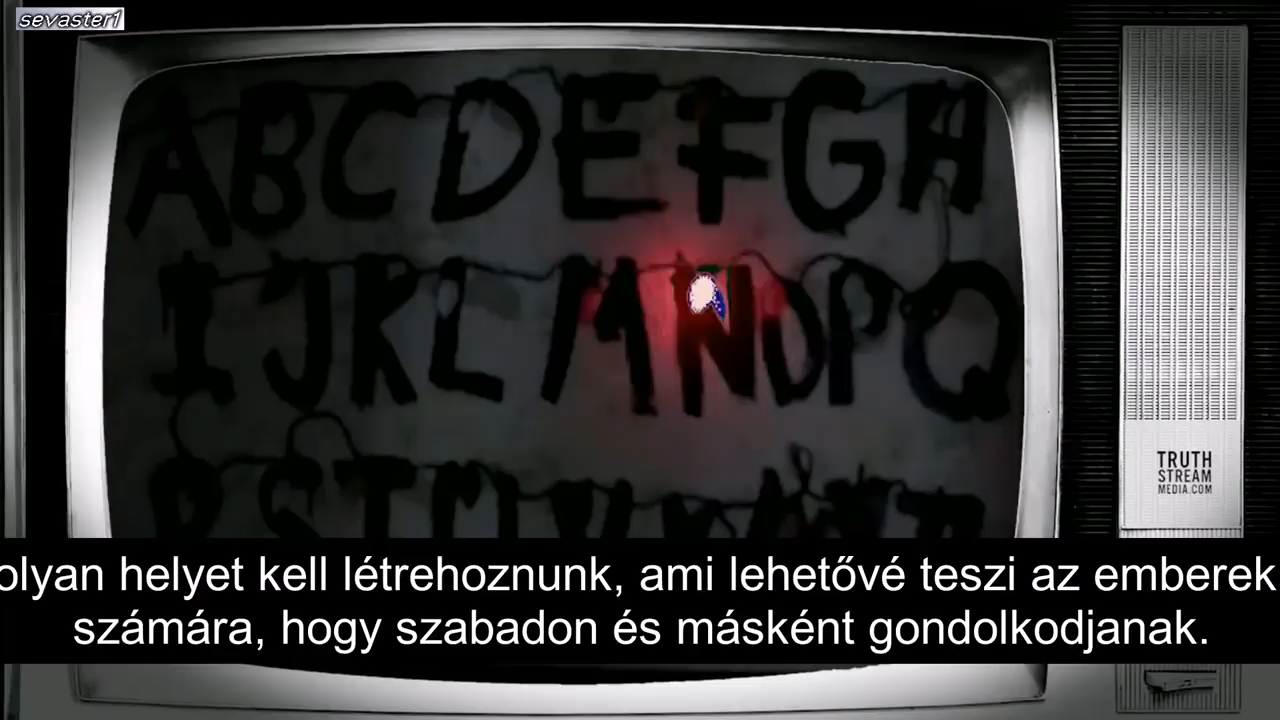 sevaster1
ABCDEFGH
IJKLMNOPQ
TRUTH
STREAM
MEDIA.COM
olyan helyet kell létrehoznunk, ami lehetővé teszi az emberek
számára, hogy szabadon és másként gondolkodjanak.